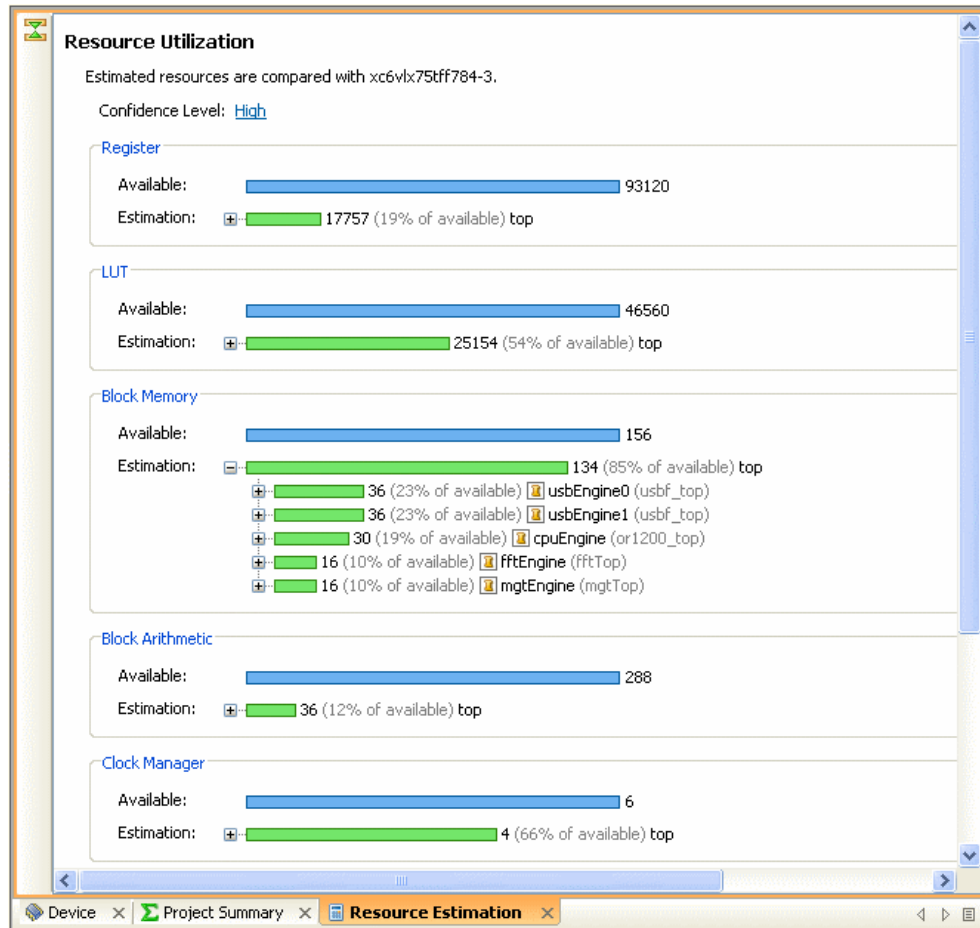 Resource Utilization
Estimated resources are compared with xc6vlx75tff784-3.
Confidence Level: High
Register
Available: 93120
Estimation: 17757 (19% of available) top
LUT
Available: 46560
Estimation: 25154 (54% of available) top
Block Memory
Available: 156
Estimation: 134 (85% of available) top
36 (23% of available) usbEngine0 (usbf_top)
36 (23% of available) usbEngine1 (usbf_top)
30 (19% of available) cpuEngine (or1200_top)
16 (10% of available) fftEngine (fftTop)
16 (10% of available) mgtEngine (mgtTop)
Block Arithmetic
Available: 288
Estimation: 36 (12% of available) top
Clock Manager
Available: 6
Estimation: 4 (66% of available) top
Device Project Summary Resource Estimation